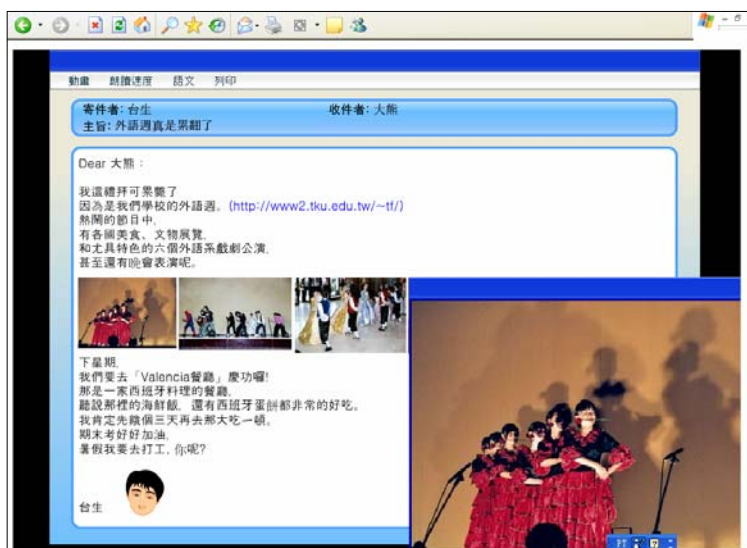 動畫 朗讀速度 語文 列印
寄件者: 台生 收件者: 大熊
主旨: 外語週真是累翻了
Dear 大熊：
我這禮拜可累斃了
因為是我們學校的外語週。(http://www2.tku.edu.tw/~tf/)
熱鬧的節目中,
有各國美食、文物展覽,
和尤具特色的六個外語系戲劇公演,
甚至還有晚會表演呢。
下星期,
我們要去「Valencia餐廳」慶功囉!
那是一家西班牙料理的餐廳,
聽說那裡的海鮮飯, 還有西班牙蛋餅都非常的好吃。
我肯定先餓個三天再去那大吃一頓。
期末考好好加油,
暑假我要去打工, 你呢?
台生
PT